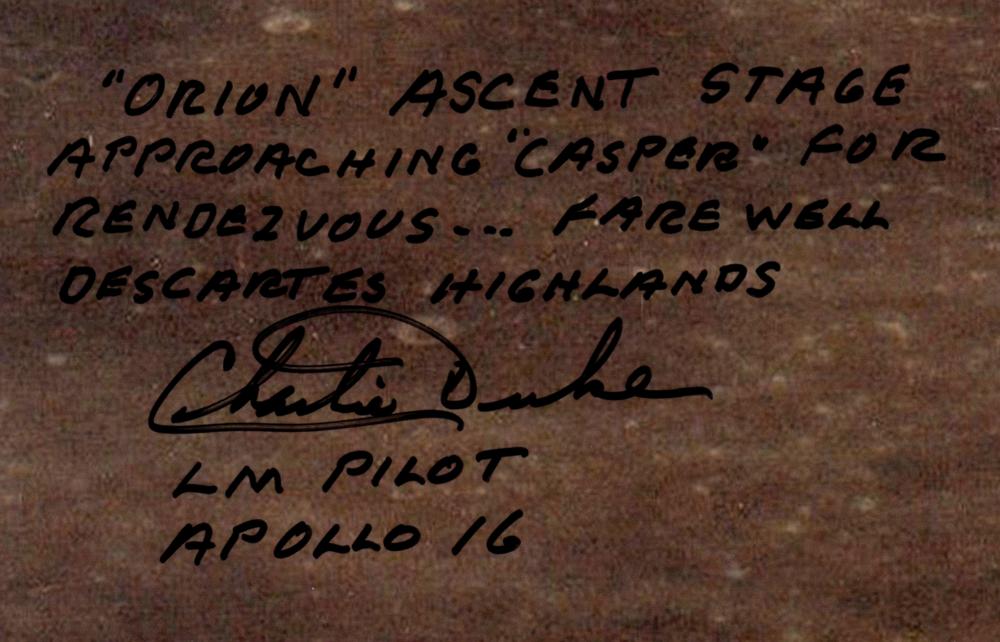 "ORION" ASCENT STAGE
APPROACHING "CASPER" FOR
RENDEZVOUS... FAREWELL
DESCARTES HIGHLANDS
Charlie Duke
LM PILOT
APOLLO 16